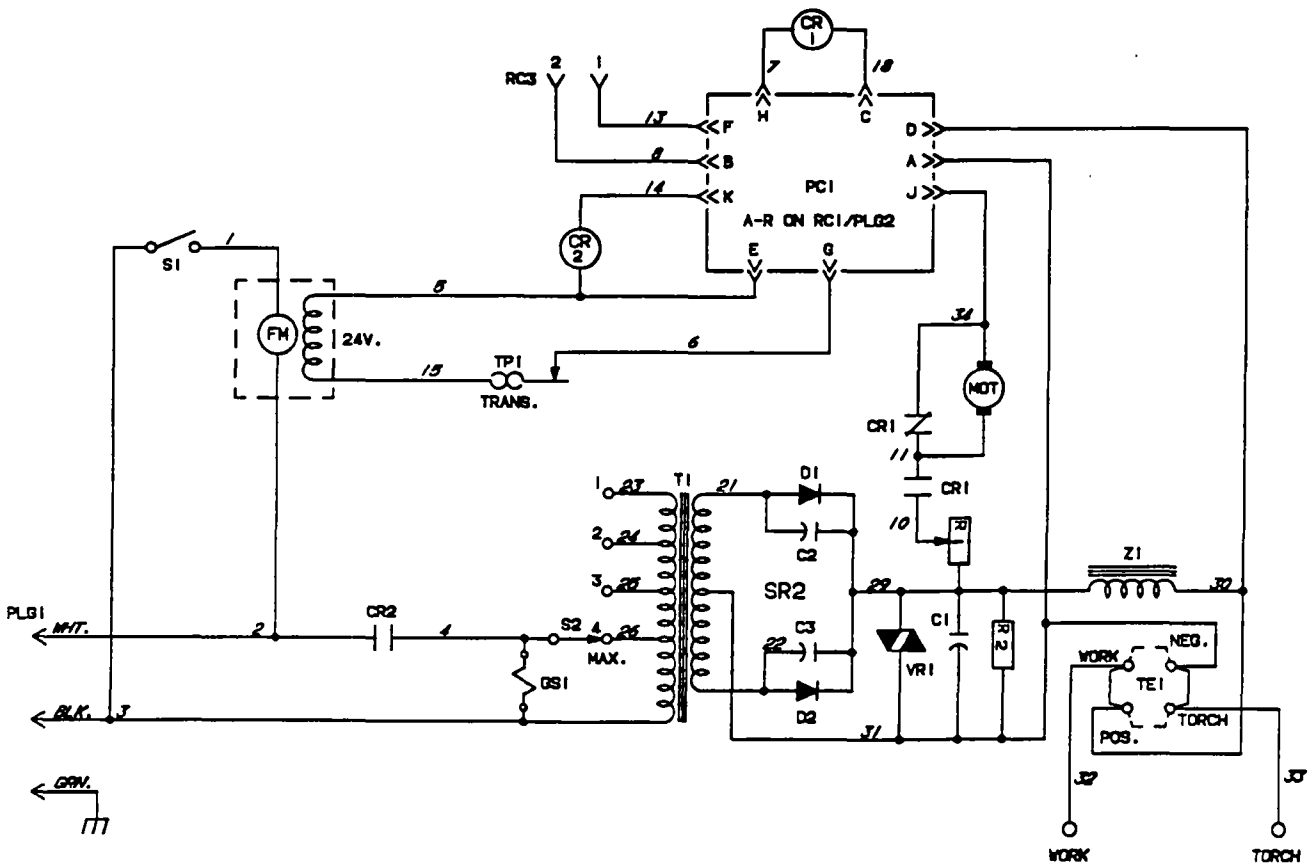 CR
1
2 1
RC3
7
18
13
F
H
C
D
8
B
A
14
K
PC1
J
A-R ON RC1/PLG2
CR
2
E
G
1
S1
5
FM
24V.
34
6
15
TP1
TRANS.
MOT
CR1
11
CR1
10
R
1
23
T1
21
D1
2
24
C2
3
25
SR2
29
Z1
30
PLG1
WHT.
2
CR2
4
S2
4
26
MAX.
22
C3
C1
R2
VR1
WORK
NEG.
TE1
GS1
BLK.
3
D2
31
POS.
TORCH
GRN.
32
33
WORK
TORCH